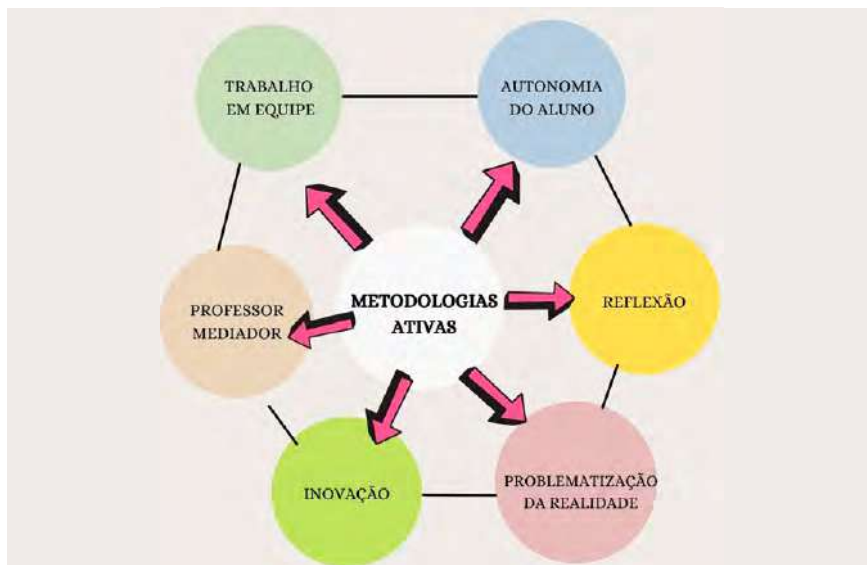 TRABALHO
EM EQUIPE
AUTONOMIA
DO ALUNO
METODOLOGIAS
ATIVAS
REFLEXÃO
PROFESSOR
MEDIADOR
INOVAÇÃO
PROBLEMATIZAÇÃO
DA REALIDADE